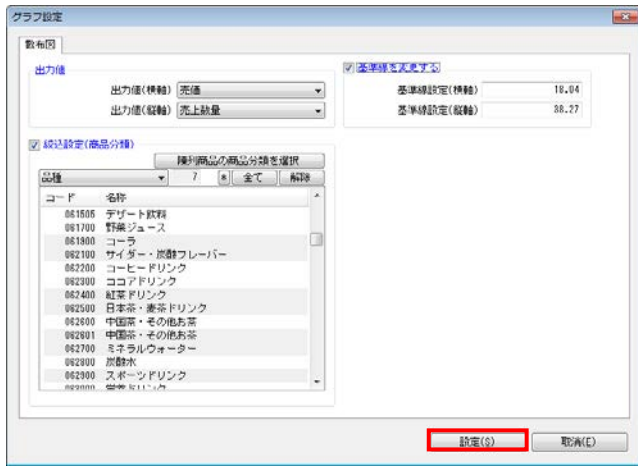 グラフ設定
散布図
出力値
出力値(横軸) 売価
出力値(縦軸) 売上数量
基準線を変更する
基準線設定(横軸) 18.04
基準線設定(縦軸) 38.27
絞込設定(商品分類)
陳列商品の商品分類を選択
品種 7 全て 解除
コード 名称
061505 デザート飲料
061700 野菜ジュース
061800 コーラ
062100 サイダー・炭酸フレーバー
062200 コーヒードリンク
062300 ココアドリンク
062400 紅茶ドリンク
062500 日本茶・麦茶ドリンク
062600 中国茶・その他お茶
062601 中国茶・その他お茶
062700 ミネラルウォーター
062800 炭酸水
062900 スポーツドリンク
設定(S) 取消(E)